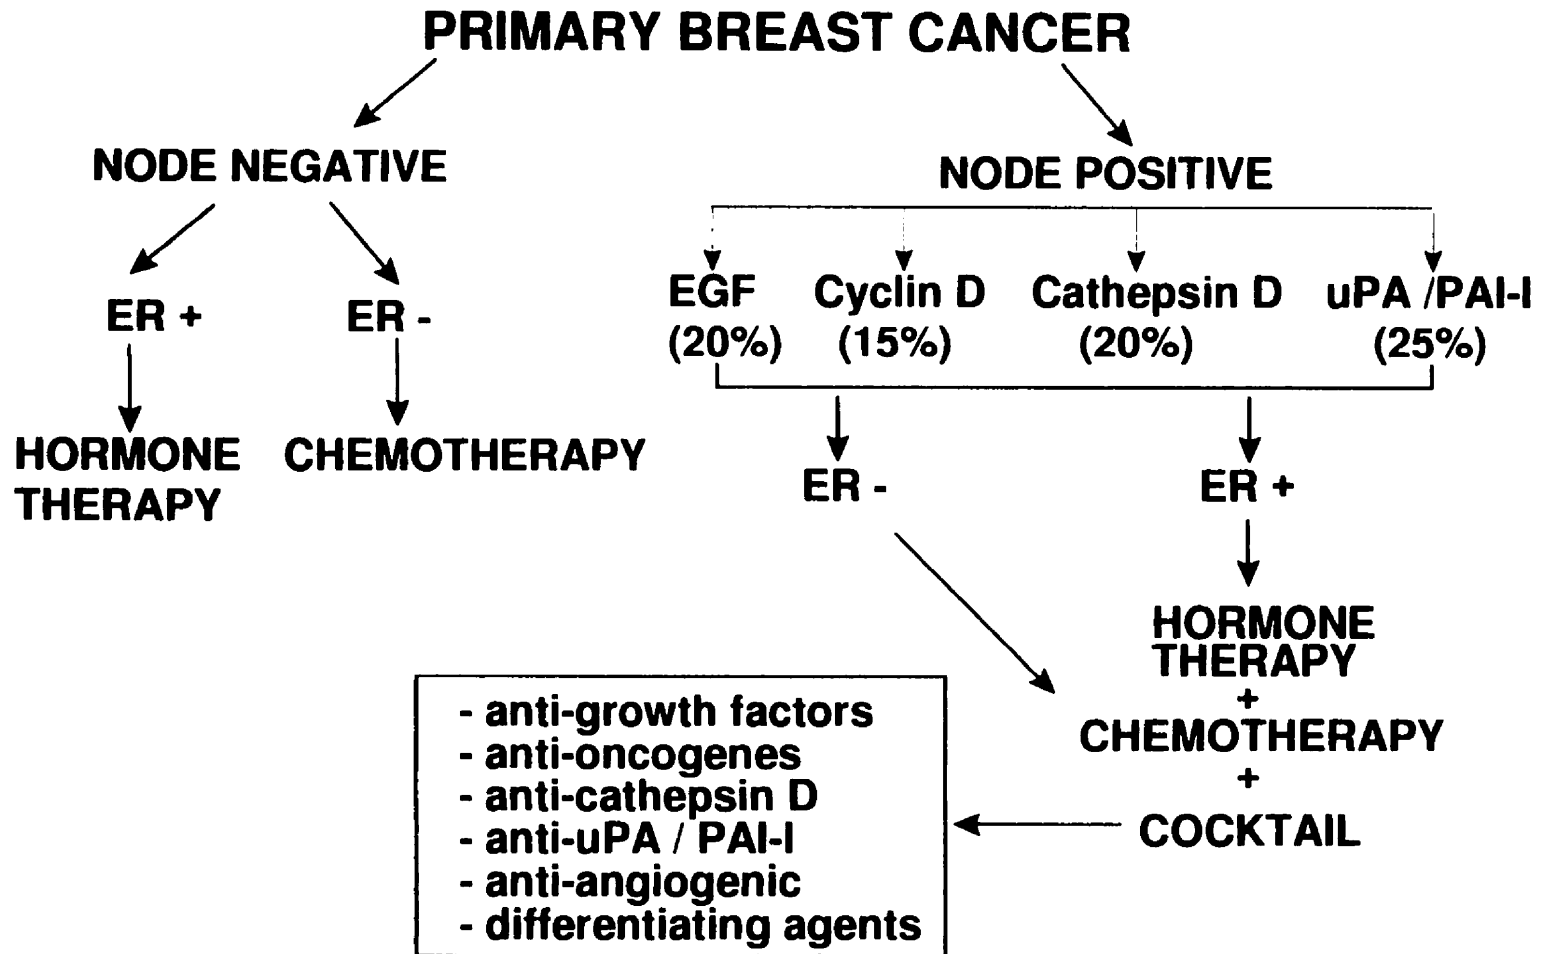 PRIMARY BREAST CANCER
NODE NEGATIVE
NODE POSITIVE
ER +
ER -
EGF
(20%)
Cyclin D
(15%)
Cathepsin D
(20%)
uPA /PAI-I
(25%)
HORMONE
THERAPY
CHEMOTHERAPY
ER -
ER +
HORMONE
THERAPY
+
CHEMOTHERAPY
+
COCKTAIL
- anti-growth factors
- anti-oncogenes
- anti-cathepsin D
- anti-uPA / PAI-I
- anti-angiogenic
- differentiating agents